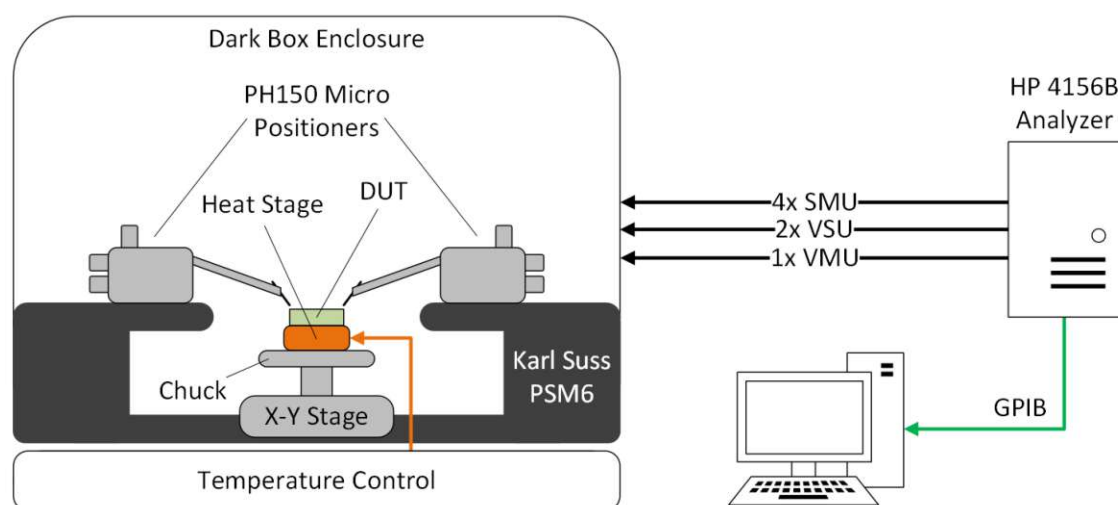 Dark Box Enclosure
PH150 Micro
Positioners
DUT
Heat Stage
Chuck
X-Y Stage
Karl Suss
PSM6
Temperature Control
HP 4156B
Analyzer
4x SMU
2x VSU
1x VMU
GPIB